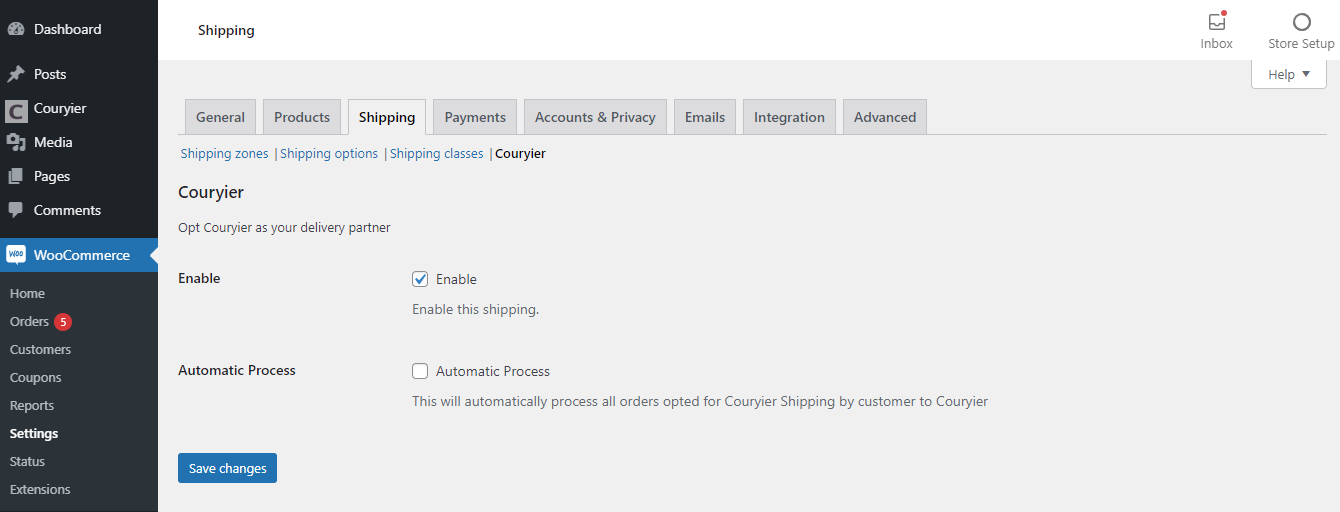 Dashboard
Posts
C Couryier
Media
Pages
Comments
Woo WooCommerce
Home
Orders 5
Customers
Coupons
Reports
Settings
Status
Extensions
Shipping
Inbox
Store Setup
Help
General Products Shipping Payments Accounts & Privacy Emails Integration Advanced
Shipping zones | Shipping options | Shipping classes | Couryier
Couryier
Opt Couryier as your delivery partner
Enable Enable
Enable this shipping.
Automatic Process Automatic Process
This will automatically process all orders opted for Couryier Shipping by customer to Couryier
Save changes